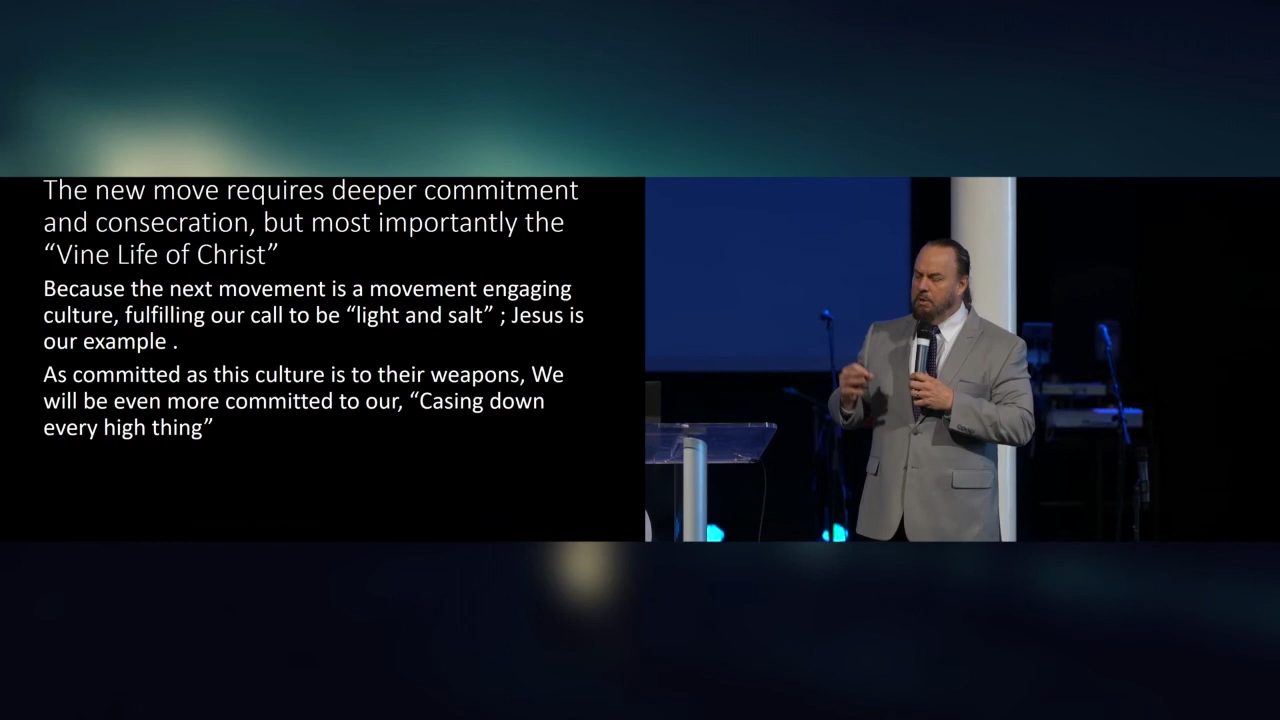 The new move requires deeper commitment
and consecration, but most importantly the
“Vine Life of Christ”
Because the next movement is a movement engaging
culture, fulfilling our call to be “light and salt” ; Jesus is
our example .
As committed as this culture is to their weapons, We
will be even more committed to our, “Casing down
every high thing”